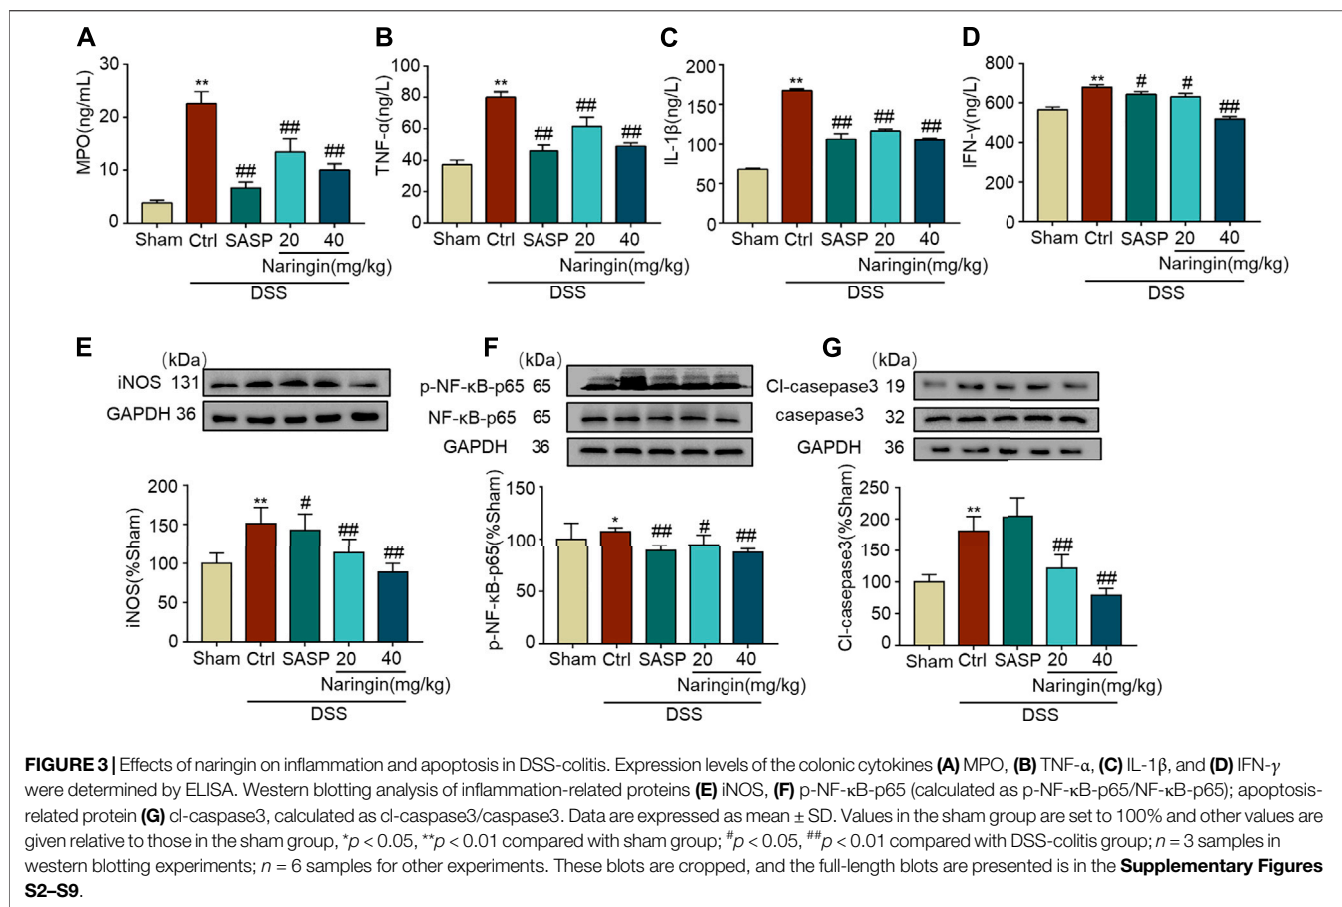 A
MPO(ng/mL)
30
20
10
0
**
##
##
##
Sham Ctrl SASP 20 40
Naringin(mg/kg)
DSS
B
TNF-α(ng/L)
100
80
60
40
20
0
**
##
##
##
Sham Ctrl SASP 20 40
Naringin(mg/kg)
DSS
C
IL-1β(ng/L)
200
150
100
50
0
**
##
##
##
Sham Ctrl SASP 20 40
Naringin(mg/kg)
DSS
D
IFN-γ(ng/L)
800
600
400
200
0
**
#
#
##
Sham Ctrl SASP 20 40
Naringin(mg/kg)
DSS
E
(kDa)
iNOS 131
GAPDH 36
iNOS(%Sham)
200
150
100
50
0
**
#
##
##
Sham Ctrl SASP 20 40
Naringin(mg/kg)
DSS
F
(kDa)
p-NF-κB-p65 65
NF-κB-p65 65
GAPDH 36
p-NF-κB-p65(%Sham)
150
100
50
0
*
##
#
##
Sham Ctrl SASP 20 40
Naringin(mg/kg)
DSS
G
(kDa)
Cl-casepase3 19
casepase3 32
GAPDH 36
Cl-casepase3(%Sham)
250
200
150
100
50
0
**
##
##
Sham Ctrl SASP 20 40
Naringin(mg/kg)
DSS
FIGURE 3 | Effects of naringin on inflammation and apoptosis in DSS-colitis. Expression levels of the colonic cytokines (A) MPO, (B) TNF-α, (C) IL-1β, and (D) IFN-γ
were determined by ELISA. Western blotting analysis of inflammation-related proteins (E) iNOS, (F) p-NF-κB-p65 (calculated as p-NF-κB-p65/NF-κB-p65); apoptosis-
related protein (G) cl-caspase3, calculated as cl-caspase3/caspase3. Data are expressed as mean ± SD. Values in the sham group are set to 100% and other values are
given relative to those in the sham group, *p < 0.05, **p < 0.01 compared with sham group; #p < 0.05, ##p < 0.01 compared with DSS-colitis group; n = 3 samples in
western blotting experiments; n = 6 samples for other experiments. These blots are cropped, and the full-length blots are presented is in the Supplementary Figures
S2–S9.